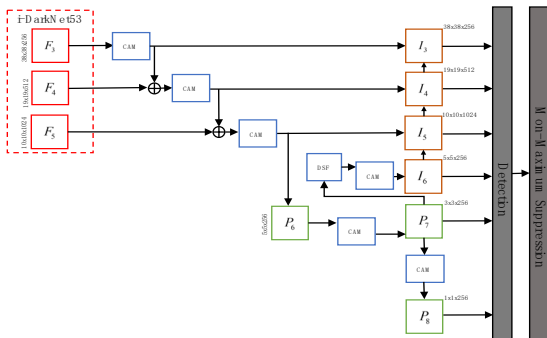 i-DarkNet53
38x38x256
F3
CAM
I3
38x38x256
19x19x512
F4
CAM
I4
19x19x512
10x10x1024
F5
CAM
I5
10x10x1024
DSF
CAM
I6
5x5x256
5x5x256
P6
CAM
P7
3x3x256
CAM
P8
1x1x256
Detection
Mon-Maximum Suppression